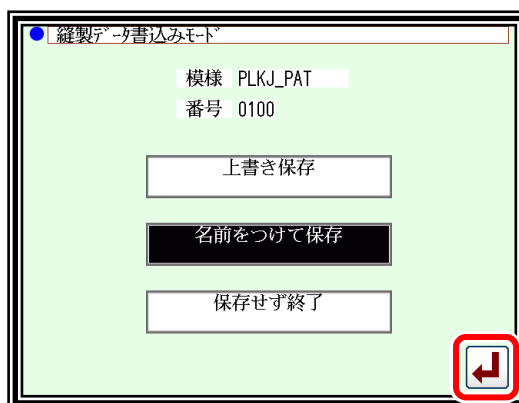 縫製ﾃﾞｰﾀ書込みﾓｰﾄﾞ
模様 PLKJ_PAT
番号 0100
上書き保存
名前をつけて保存
保存せず終了